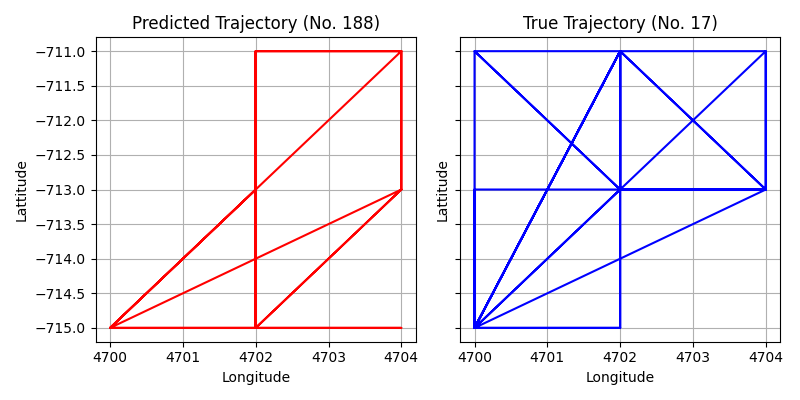 Predicted Trajectory (No. 188)
True Trajectory (No. 17)
−711.0
−711.5
−712.0
−712.5
−713.0
−713.5
−714.0
−714.5
−715.0
Lattitude
Lattitude
4700 4701 4702 4703 4704
4700 4701 4702 4703 4704
Longitude
Longitude